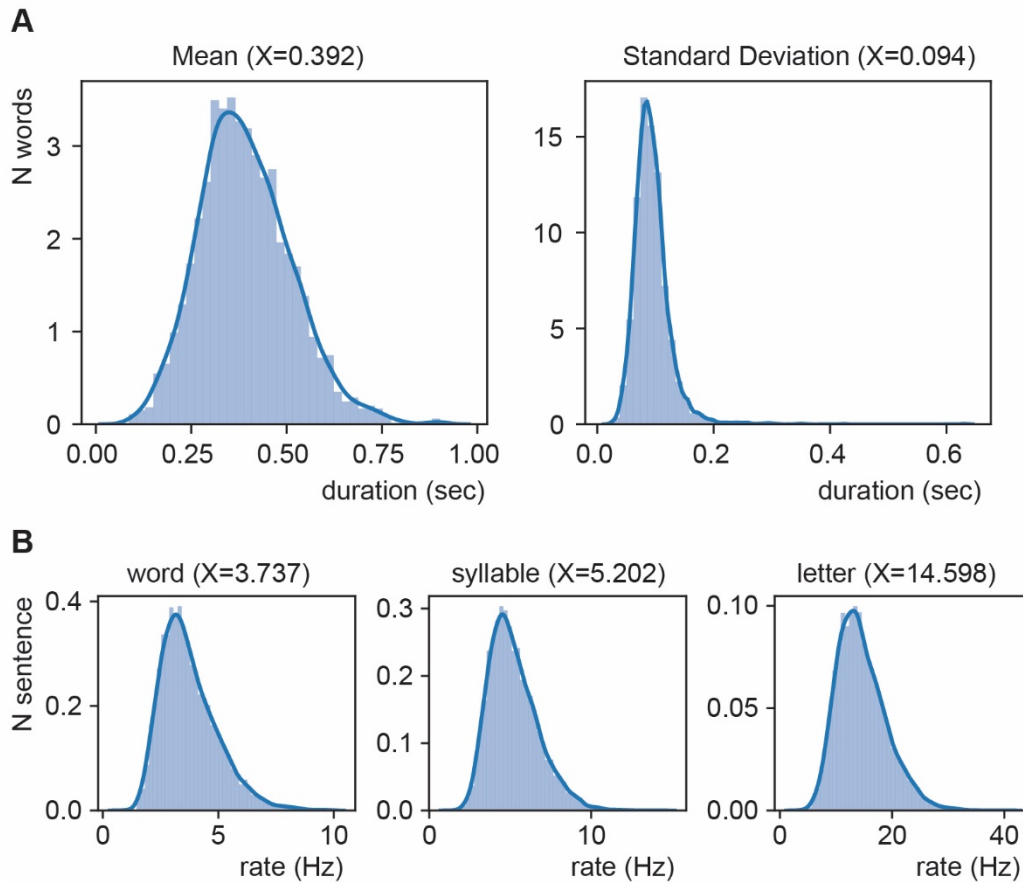 A
Mean (X=0.392)
Standard Deviation (X=0.094)
N words
3
2
1
0
0.00 0.25 0.50 0.75 1.00
duration (sec)
15
10
5
0
0.0 0.2 0.4 0.6
duration (sec)
B
word (X=3.737)
syllable (X=5.202)
letter (X=14.598)
N sentence
0.4
0.2
0.0
0 5 10
rate (Hz)
0.3
0.2
0.1
0.0
0 10
rate (Hz)
0.10
0.05
0.00
0 20 40
rate (Hz)